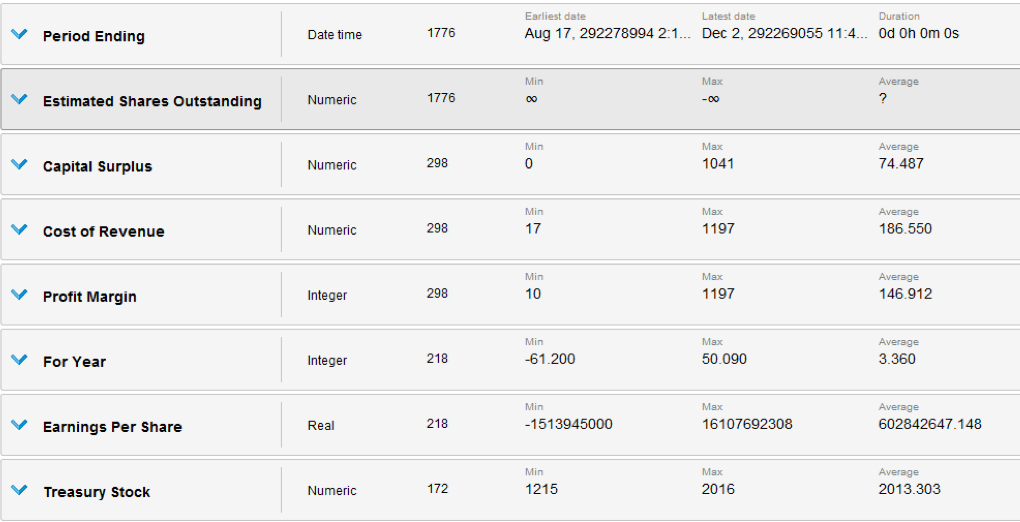 Period Ending Date time 1776 Earliest date Aug 17, 292278994 2:1... Latest date Dec 2, 292269055 11:4... Duration 0d 0h 0m 0s
Estimated Shares Outstanding Numeric 1776 Min ∞ Max -∞ Average ?
Capital Surplus Numeric 298 Min 0 Max 1041 Average 74.487
Cost of Revenue Numeric 298 Min 17 Max 1197 Average 186.550
Profit Margin Integer 298 Min 10 Max 1197 Average 146.912
For Year Integer 218 Min -61.200 Max 50.090 Average 3.360
Earnings Per Share Real 218 Min -1513945000 Max 16107692308 Average 602842647.148
Treasury Stock Numeric 172 Min 1215 Max 2016 Average 2013.303